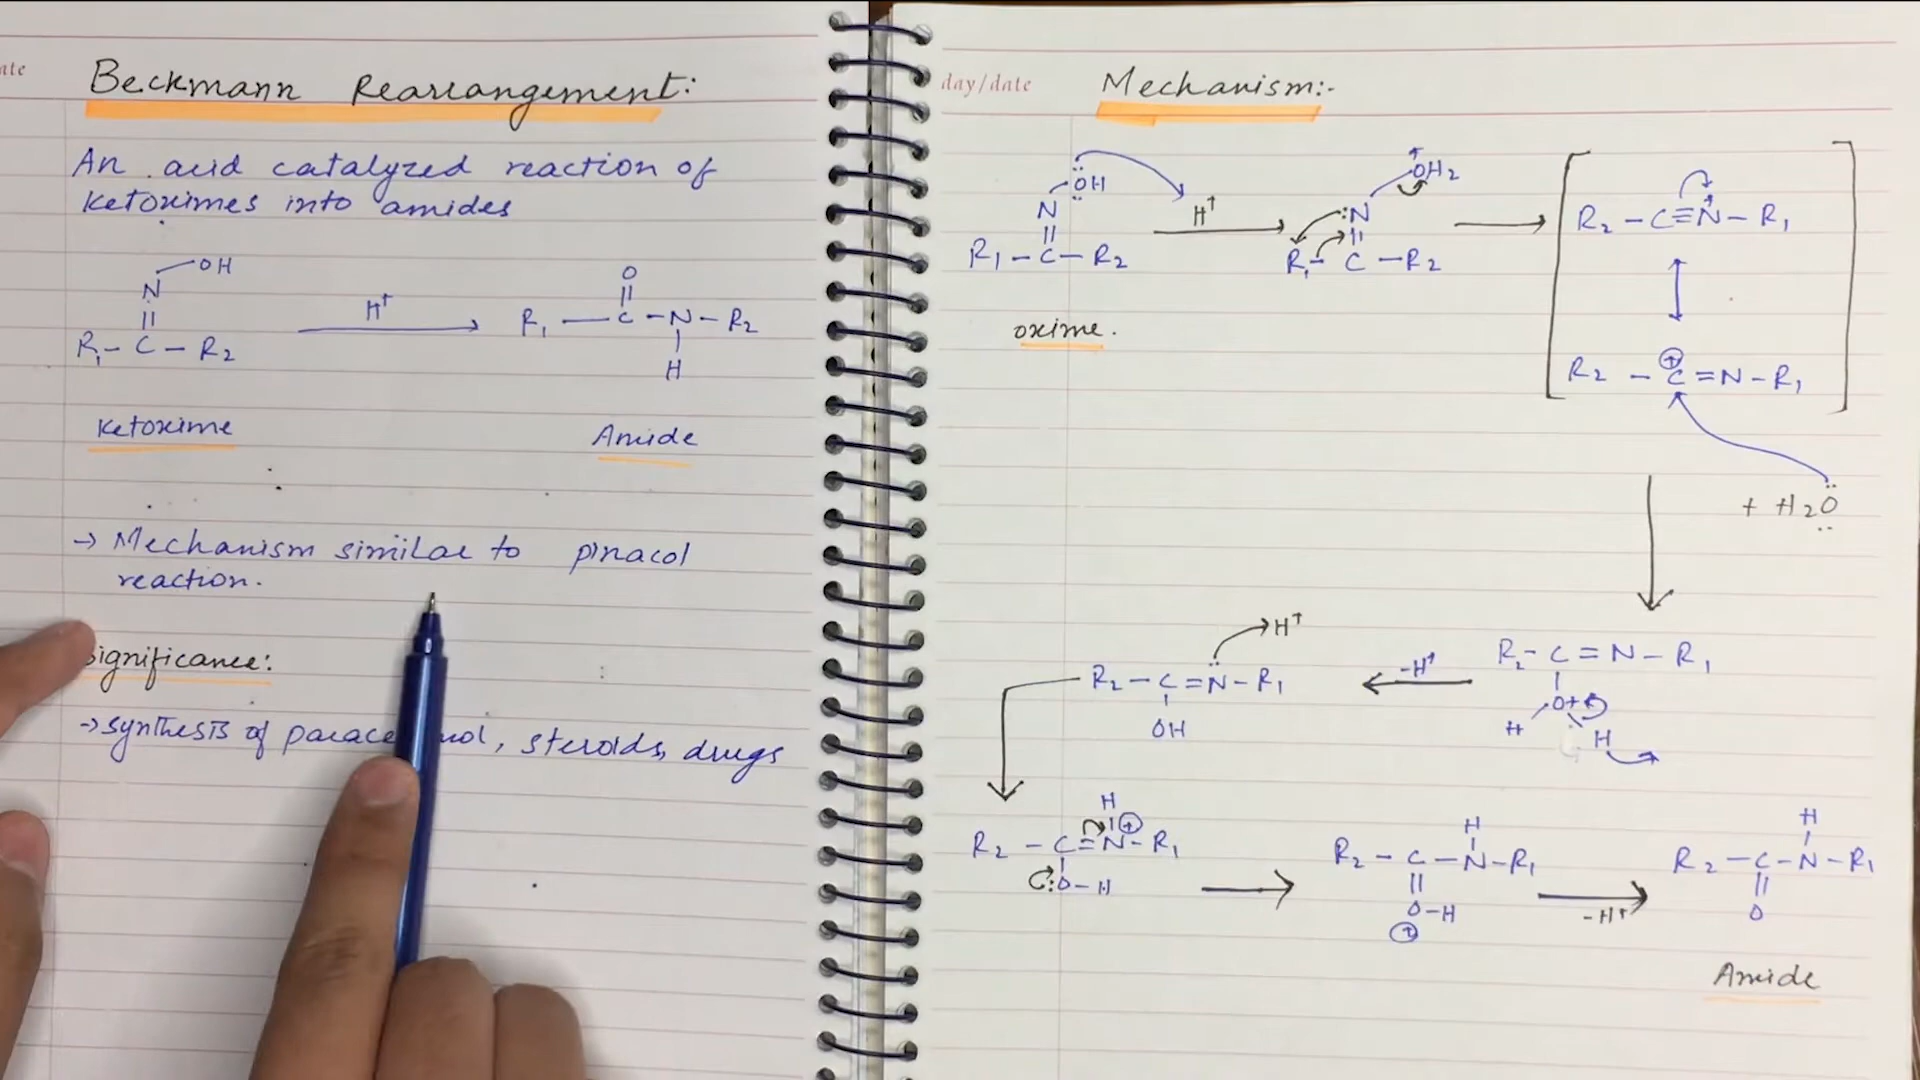 ate
Beckmann Rearrangement:
An acid catalyzed reaction of
Ketoximes into amides
N-OH
||
R₁-C-R₂
H⁺
O
||
R₁-C-N-R₂
|
H
Ketoxime
Amide
→ Mechanism similar to pinacol
reaction.
Significance:
→ synthesis of , steroids, drugs
day/date
Mechanism:-
ÖH
N
||
R₁-C-R₂
H⁺
oxime.
OH₂⁺
:N
||
R₁-C-R₂
R₂-C≡N⁺-R₁
R₂-C⊕=N-R₁
+ H₂O
R₂-C=N-R₁
|
O+
H
H
-H⁺
H⁺
R₂-C=N-R₁
|
OH
H
R₂-C=N⊕-R₁
|
:O-H
H
R₂-C-N-R₁
||
O-H
⊕
-H⁺
H
R₂-C-N-R₁
||
O
Amide